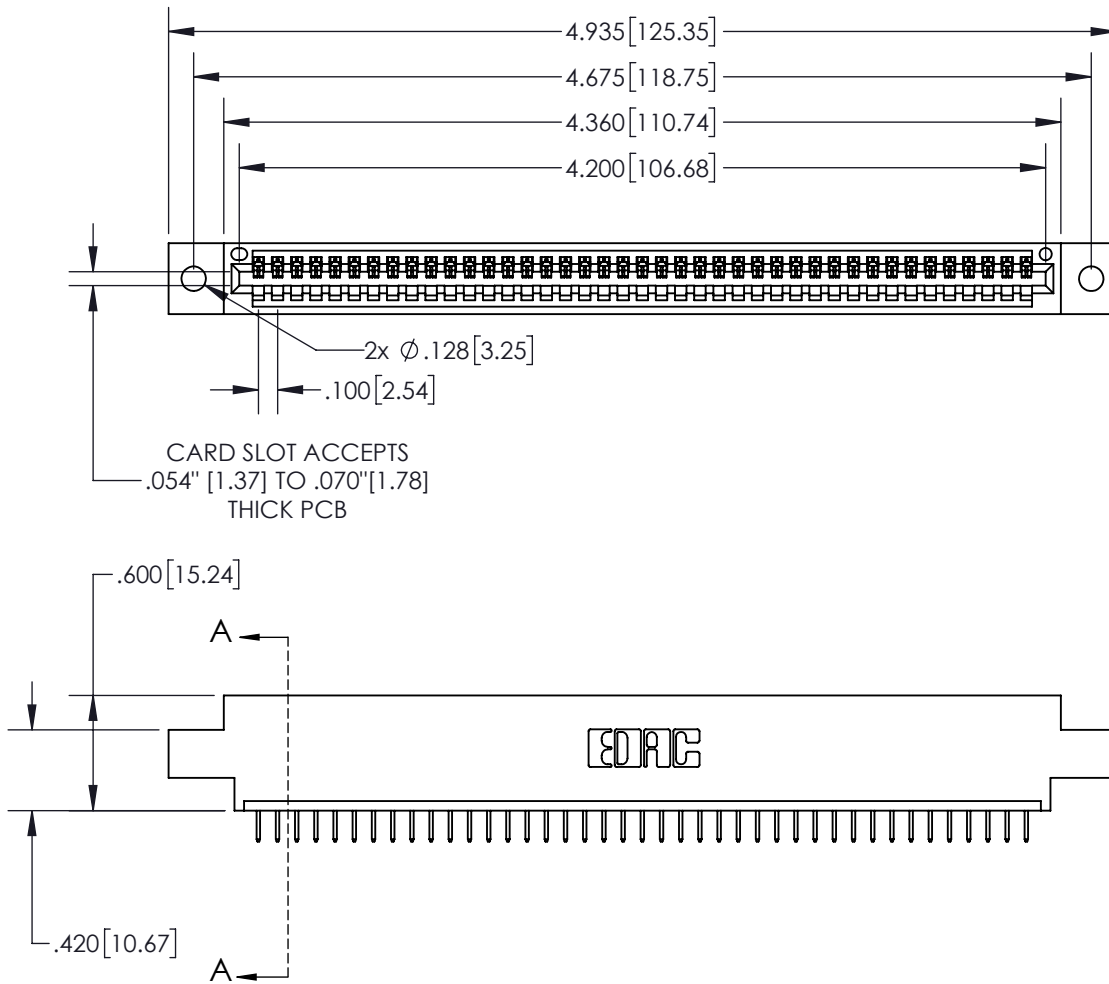 4.935[125.35]
4.675[118.75]
4.360[110.74]
4.200[106.68]
2x ∅.128[3.25]
.100[2.54]
CARD SLOT ACCEPTS
.054" [1.37] TO .070"[1.78]
THICK PCB
.600[15.24]
A
EDAC
.420[10.67]
A